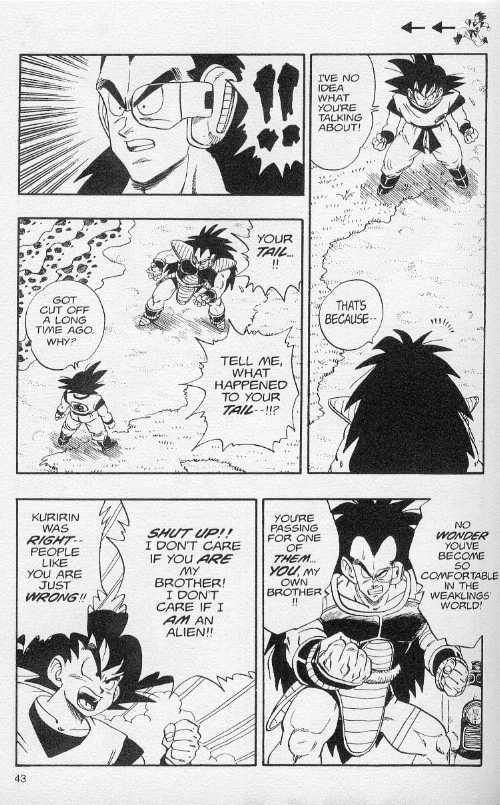 I'VE NO
IDEA
WHAT
YOU'RE
TALKING
ABOUT!
THAT'S
BECAUSE--
!!
!!
YOUR
TAIL...
!!
TELL ME,
WHAT
HAPPENED
TO YOUR
TAIL--!!?
GOT
CUT OFF
A LONG
TIME AGO.
WHY?
NO
WONDER
YOU'VE
BECOME
SO
COMFORTABLE
IN THE
WEAKLINGS'
WORLD!
YOU'RE
PASSING
FOR ONE
OF
THEM...
YOU, MY
OWN
BROTHER
!!
SHUT UP!!
I DON'T CARE
IF YOU ARE
MY
BROTHER!
I DON'T
CARE IF I
AM AN
ALIEN!!
KURIRIN
WAS
RIGHT--
PEOPLE
LIKE
YOU ARE
JUST
WRONG!!
43